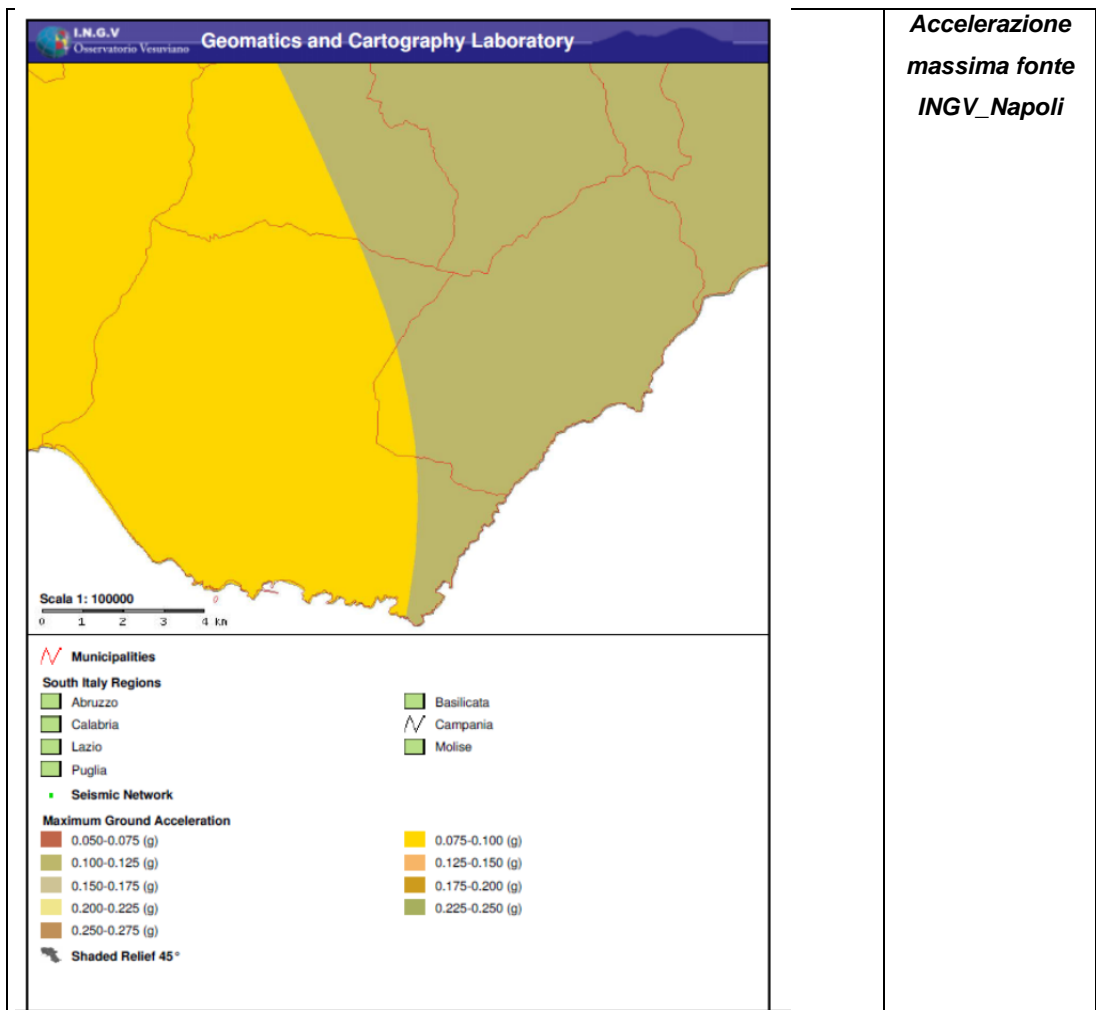 I.N.G.V
Osservatorio Vesuviano
Geomatics and Cartography Laboratory
Accelerazione
massima fonte
INGV_Napoli
Scala 1: 100000
0 1 2 3 4 km
Municipalities
South Italy Regions
Abruzzo
Basilicata
Calabria
Campania
Lazio
Molise
Puglia
Seismic Network
Maximum Ground Acceleration
0.050-0.075 (g)
0.075-0.100 (g)
0.100-0.125 (g)
0.125-0.150 (g)
0.150-0.175 (g)
0.175-0.200 (g)
0.200-0.225 (g)
0.225-0.250 (g)
0.250-0.275 (g)
Shaded Relief 45°